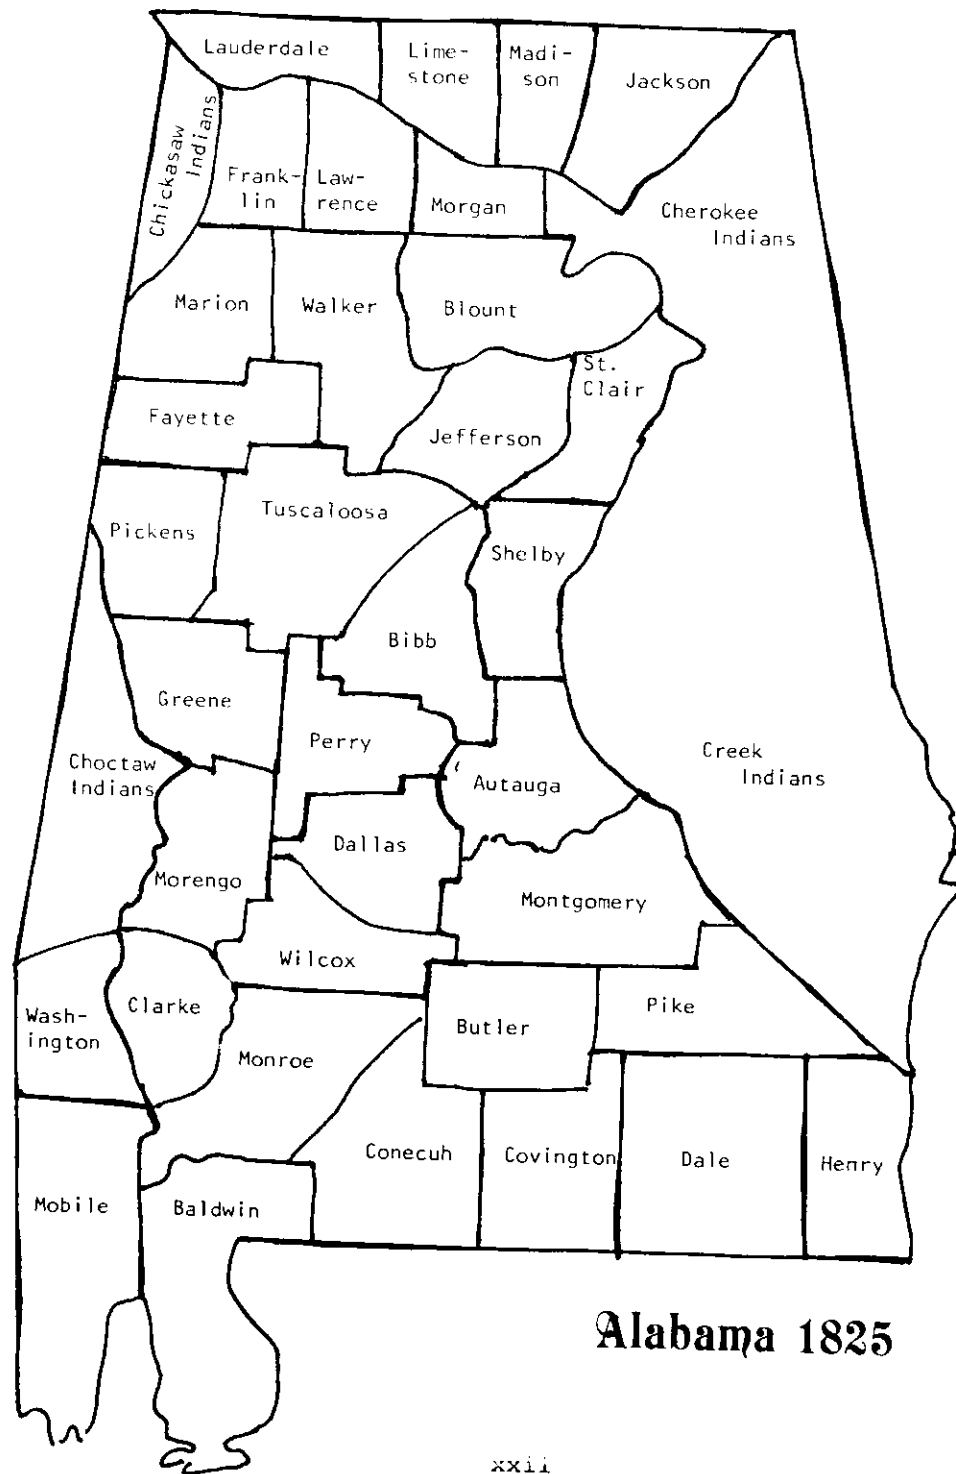 Lauderdale
Lime-
stone
Madi-
son
Jackson
Chickasaw
Indians
Frank-
lin
Law-
rence
Morgan
Cherokee
Indians
Marion
Walker
Blount
St.
Clair
Fayette
Jefferson
Pickens
Tuscaloosa
Shelby
Bibb
Greene
Perry
Choctaw
Indians
Creek
Indians
Autauga
Dallas
Morengo
Montgomery
Wilcox
Clarke
Wash-
ington
Pike
Butler
Monroe
Conecuh
Covington
Dale
Henry
Mobile
Baldwin
Alabama 1825
xxii